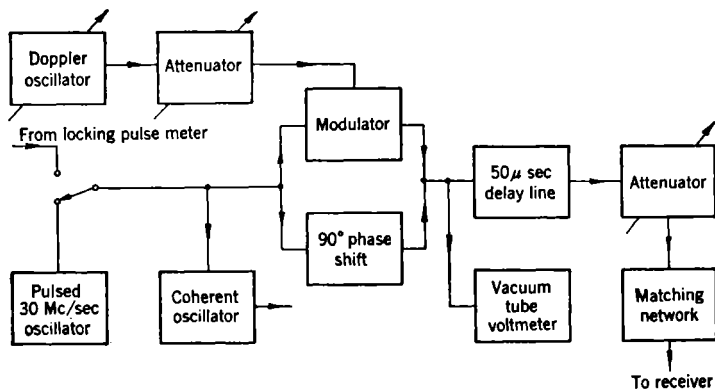 Doppler
oscillator
Attenuator
From locking pulse meter
Modulator
50μ sec
delay line
Attenuator
90° phase
shift
Pulsed
30 Mc/sec
oscillator
Coherent
oscillator
Vacuum
tube
voltmeter
Matching
network
To receiver